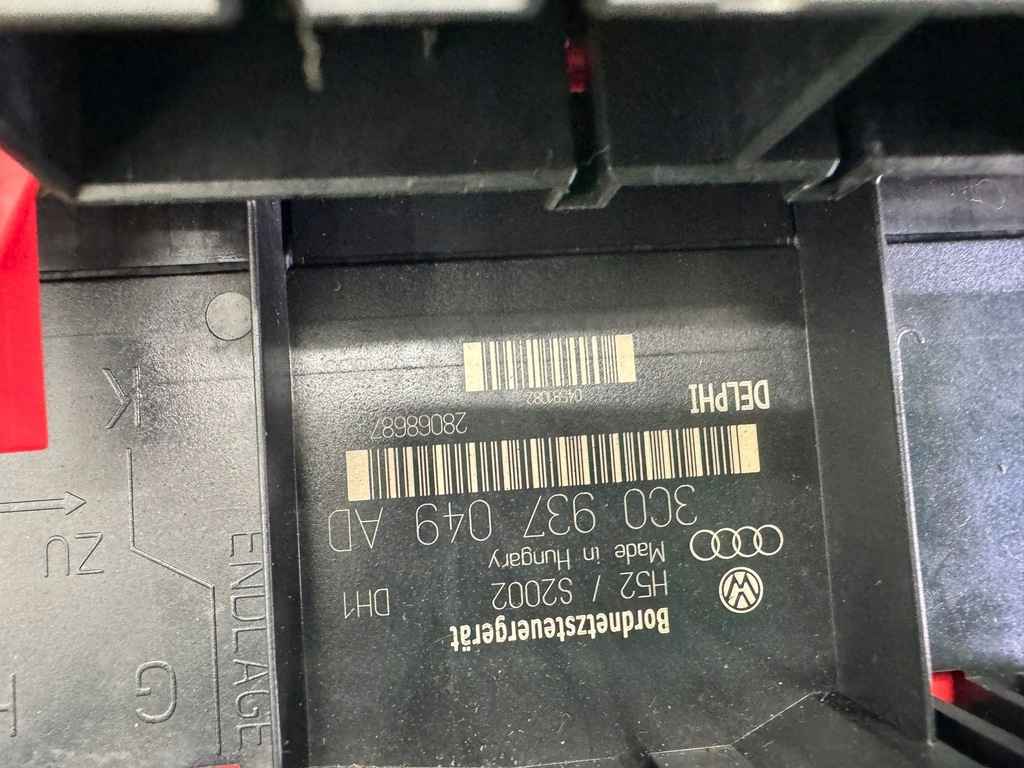 Bordnetzsteuergerät
H52 / S2002 DH1
Made in Hungary
3C0 937 049 AD
28068687
DELPHI
04581082
ENDLAGE
ZU
K
G